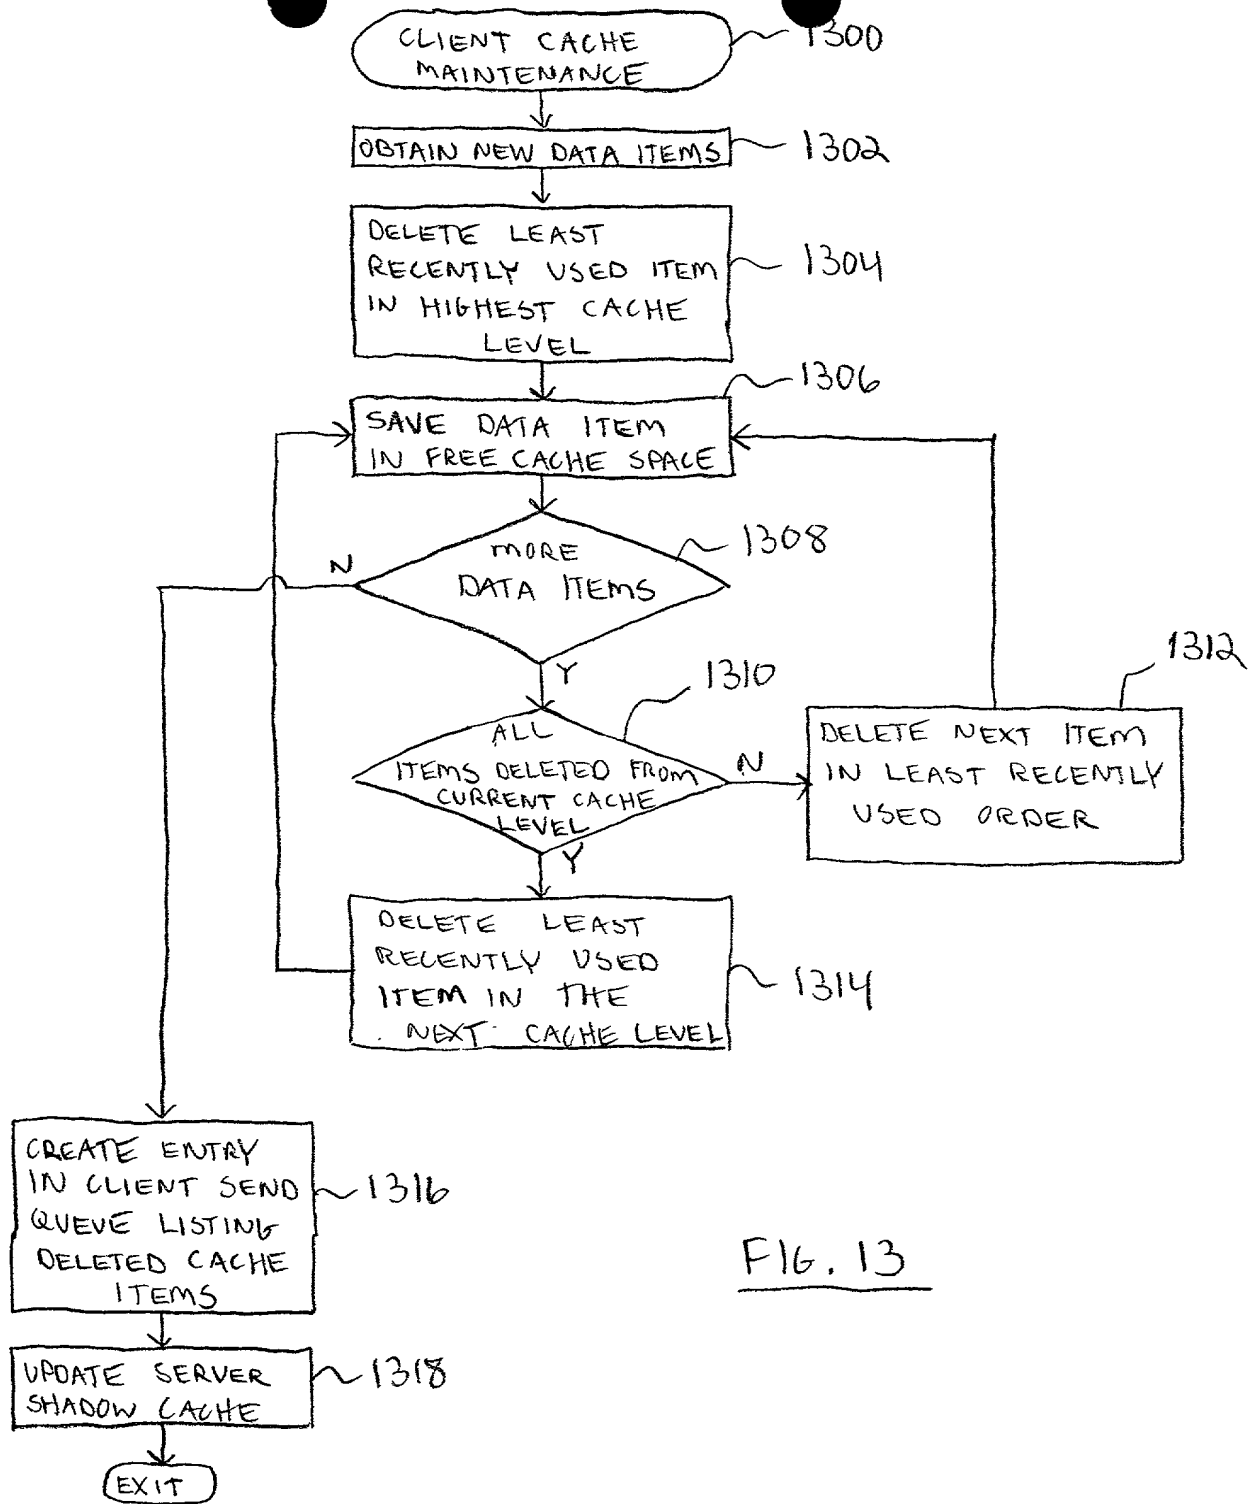 CLIENT CACHE
MAINTENANCE
1300
OBTAIN NEW DATA ITEMS
1302
DELETE LEAST
RECENTLY USED ITEM
IN HIGHEST CACHE
LEVEL
1304
1306
SAVE DATA ITEM
IN FREE CACHE SPACE
MORE
DATA ITEMS
1308
N
Y
1310
ALL
ITEMS DELETED FROM
CURRENT CACHE
LEVEL
N
Y
1312
DELETE NEXT ITEM
IN LEAST RECENTLY
USED ORDER
DELETE LEAST
RECENTLY USED
ITEM IN THE
NEXT CACHE LEVEL
1314
CREATE ENTRY
IN CLIENT SEND
QUEUE LISTING
DELETED CACHE
ITEMS
1316
FIG. 13
UPDATE SERVER
SHADOW CACHE
1318
EXIT